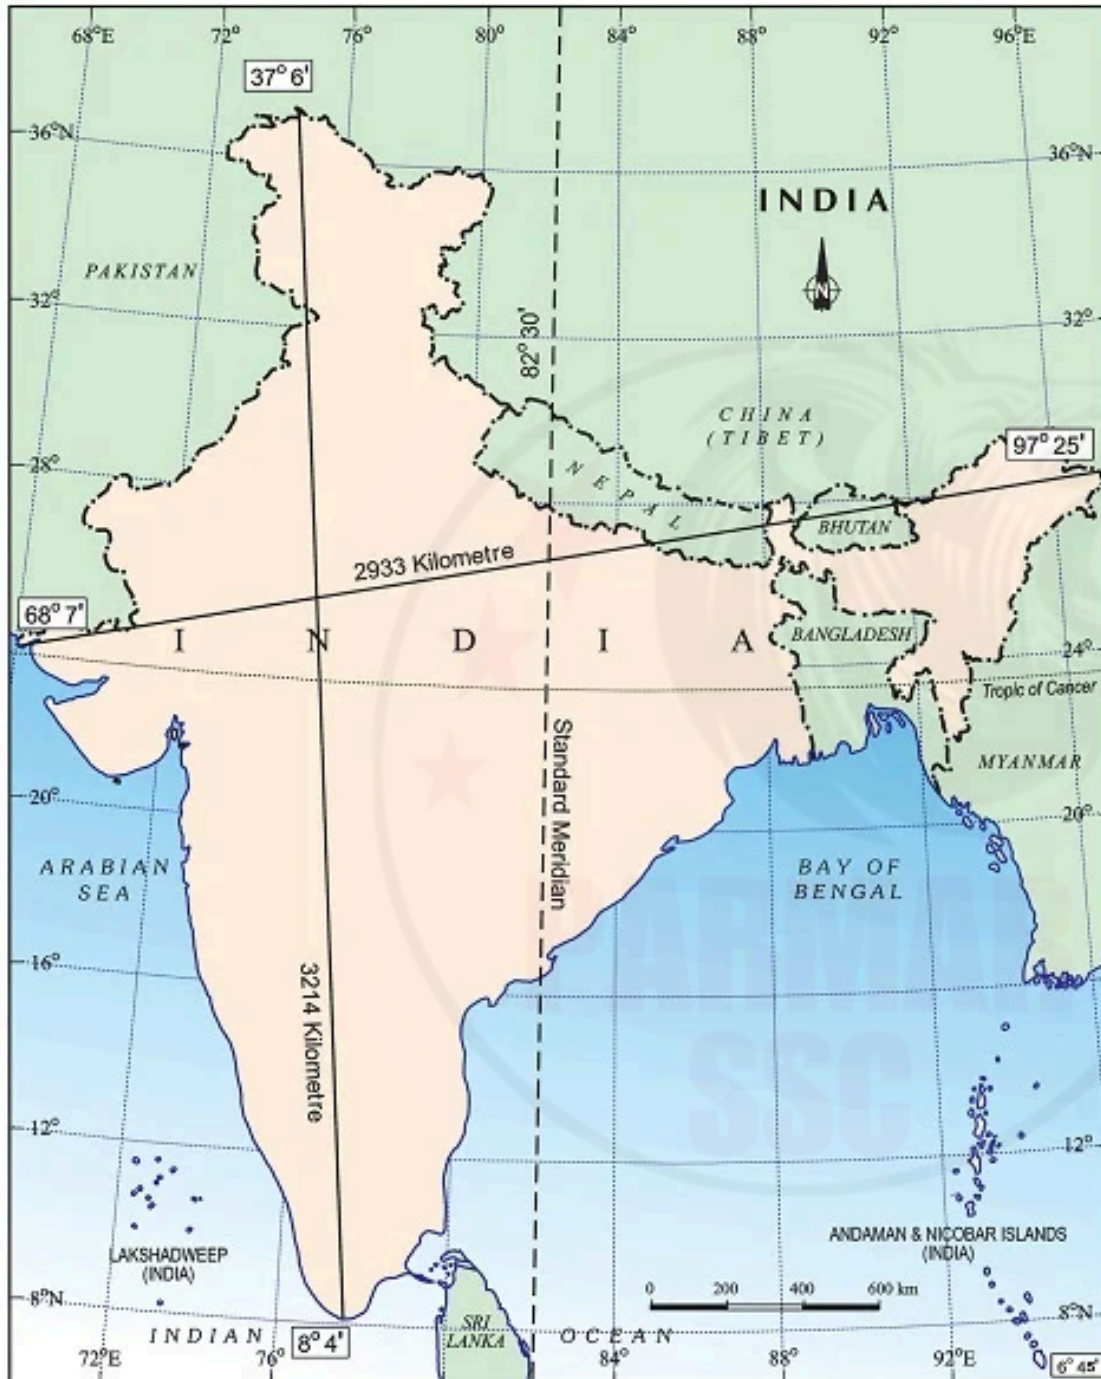 68°E 72° 76° 80° 84° 88° 92° 96°E
37° 6'
36°N
36°N
INDIA
N
PAKISTAN
32°
32°
82° 30'
CHINA
(TIBET)
97° 25'
28°
NEPAL
BHUTAN
2933 Kilometre
68° 7'
I N D I A
BANGLADESH
24°
Tropic of Cancer
Standard Meridian
MYANMAR
20°
20°
ARABIAN
SEA
BAY OF
BENGAL
PARMAR
SSC
16°
3214 Kilometre
12°
12°
LAKSHADWEEP
(INDIA)
ANDAMAN & NICOBAR ISLANDS
(INDIA)
0 200 400 600 km
8°N
8°N
INDIAN OCEAN
8° 4'
SRI
LANKA
72°E 76° 84° 88° 92°E
6° 45'